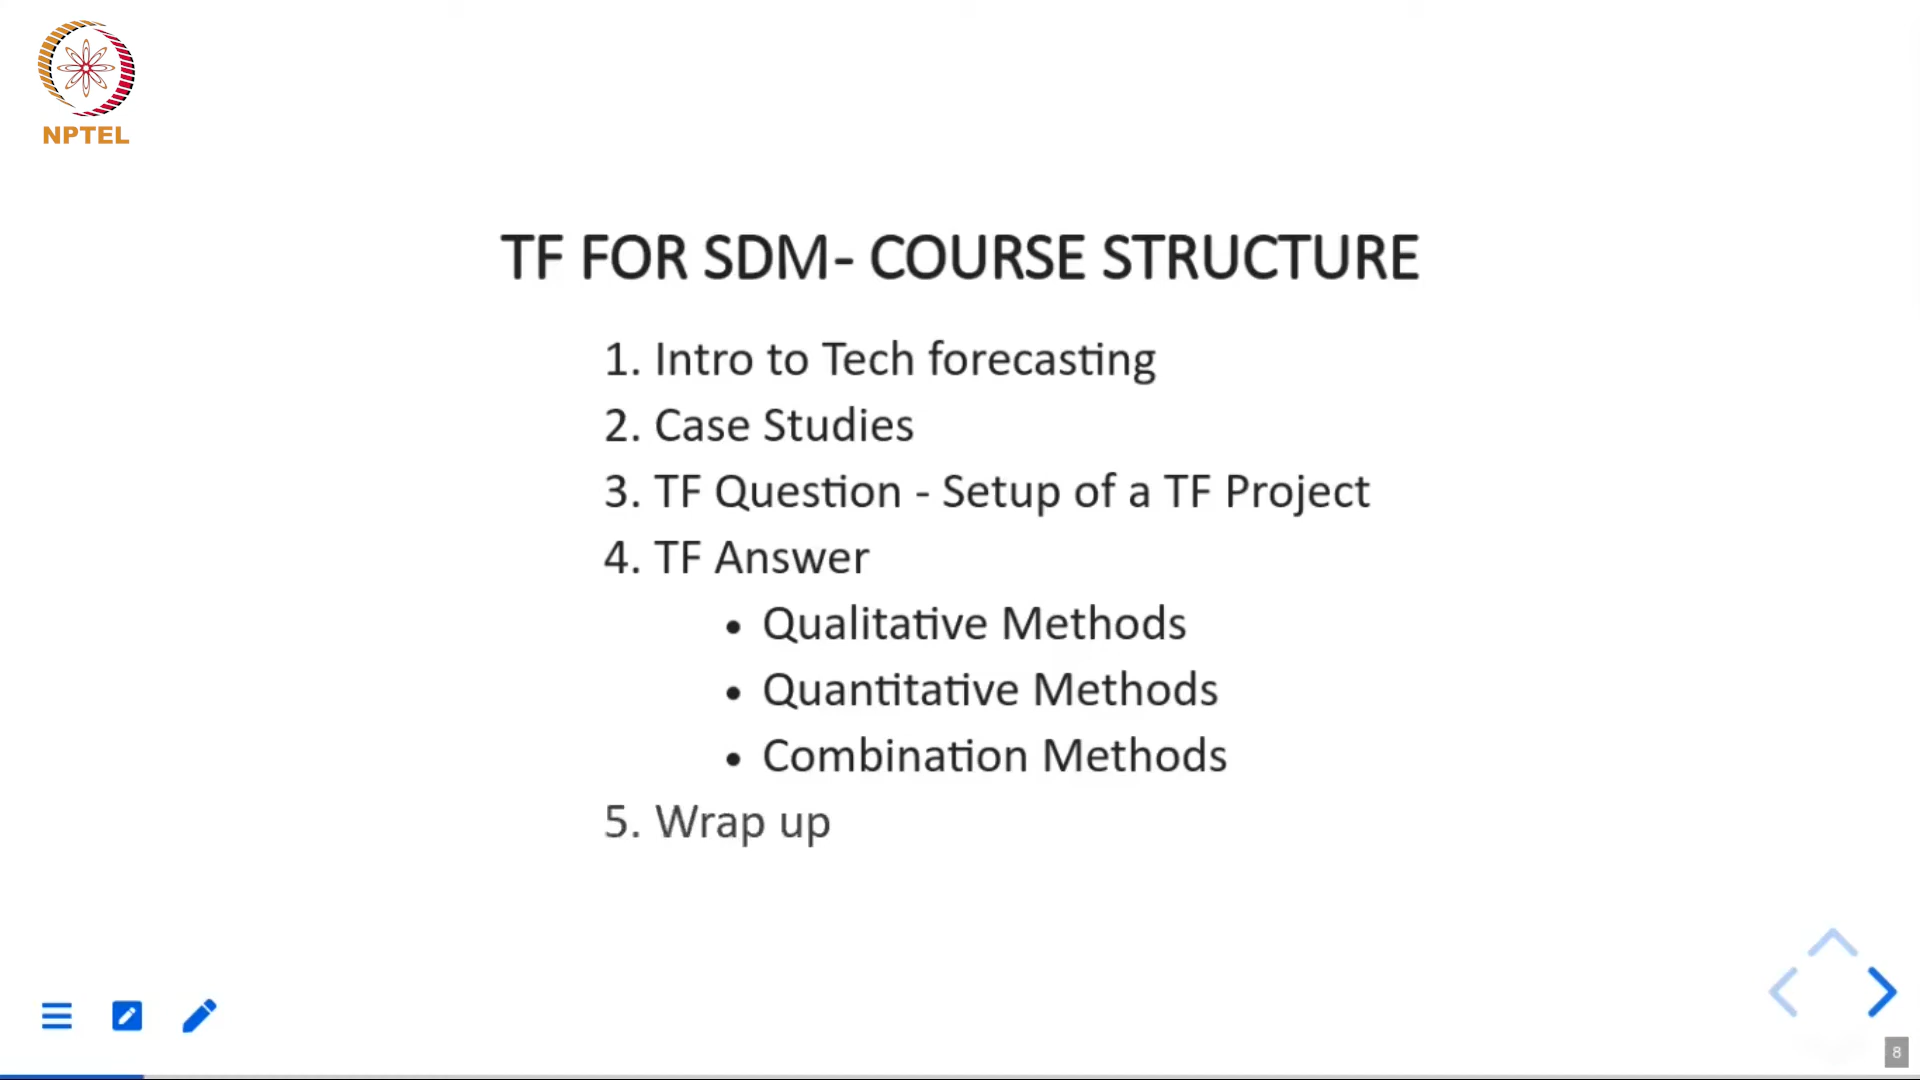 NPTEL
TF FOR SDM- COURSE STRUCTURE
1. Intro to Tech forecasting
2. Case Studies
3. TF Question - Setup of a TF Project
4. TF Answer
• Qualitative Methods
• Quantitative Methods
• Combination Methods
5. Wrap up
8